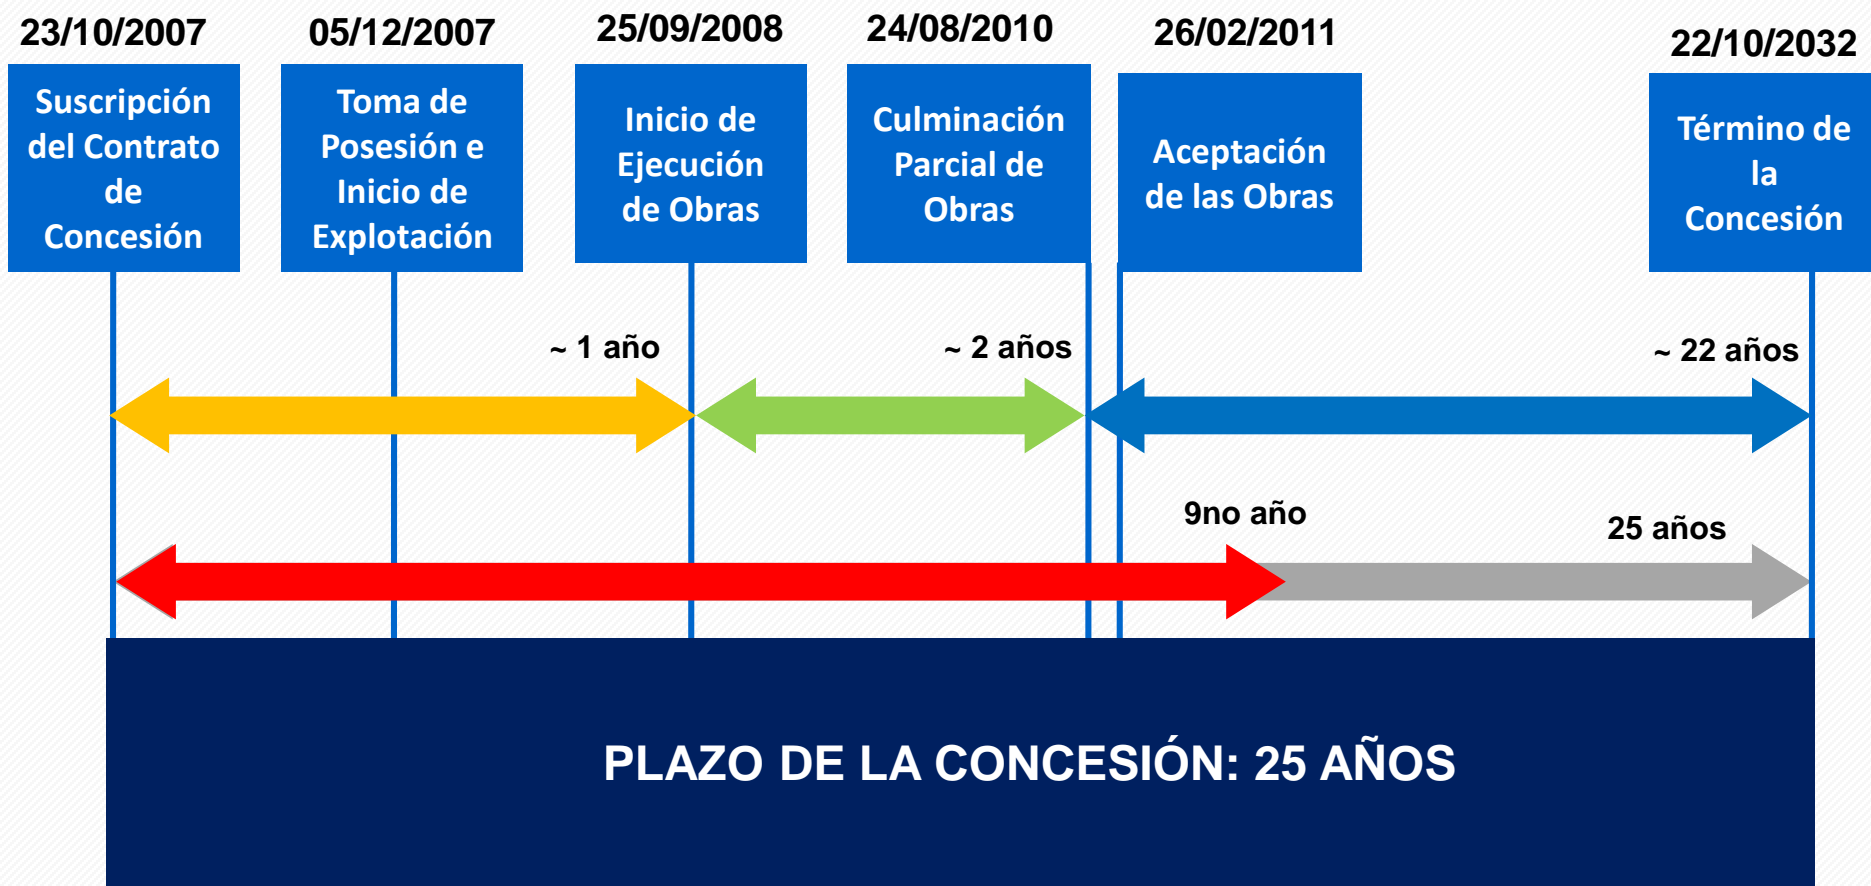 23/10/2007
Suscripción
del Contrato
de
Concesión
05/12/2007
Toma de
Posesión e
Inicio de
Explotación
25/09/2008
Inicio de
Ejecución
de Obras
24/08/2010
Culminación
Parcial de
Obras
26/02/2011
Aceptación
de las Obras
22/10/2032
Término de
la
Concesión
~ 1 año
~ 2 años
~ 22 años
9no año
25 años
PLAZO DE LA CONCESIÓN: 25 AÑOS